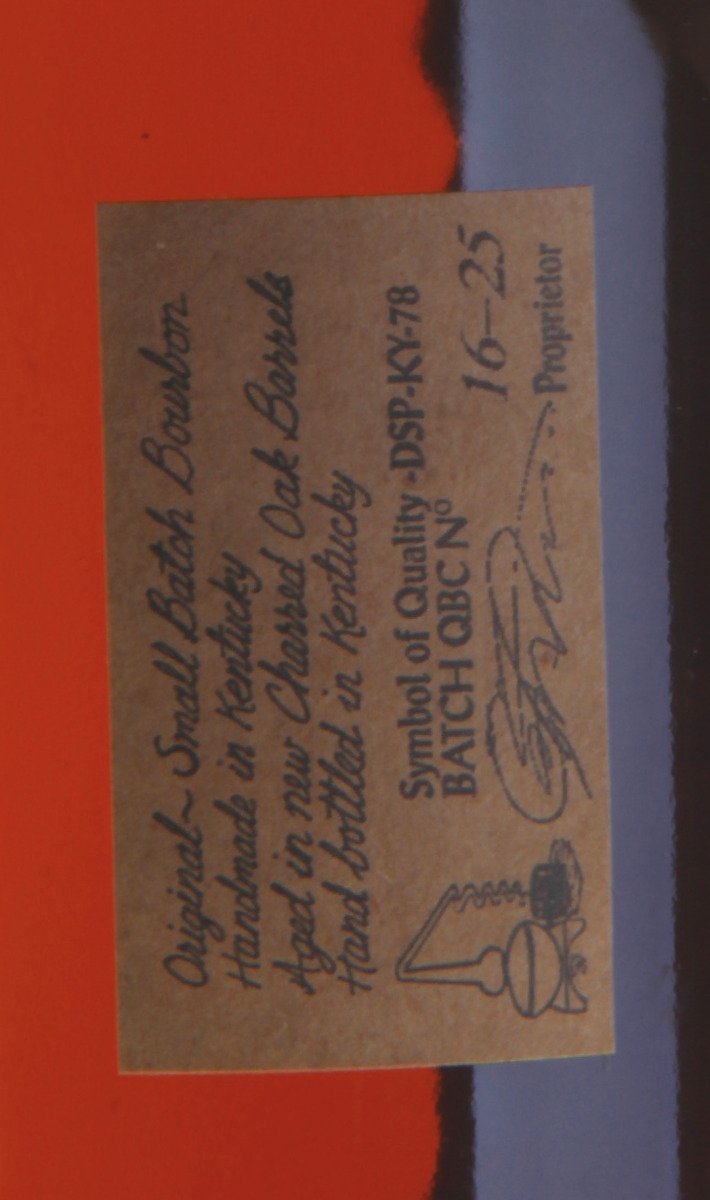 Original~ Small Batch Bourbon
Handmade in Kentucky
Aged in new Charred Oak Barrels
Hand bottled in Kentucky
Symbol of Quality -DSP-KY-78
BATCH QBC Nº 16-25
Proprietor